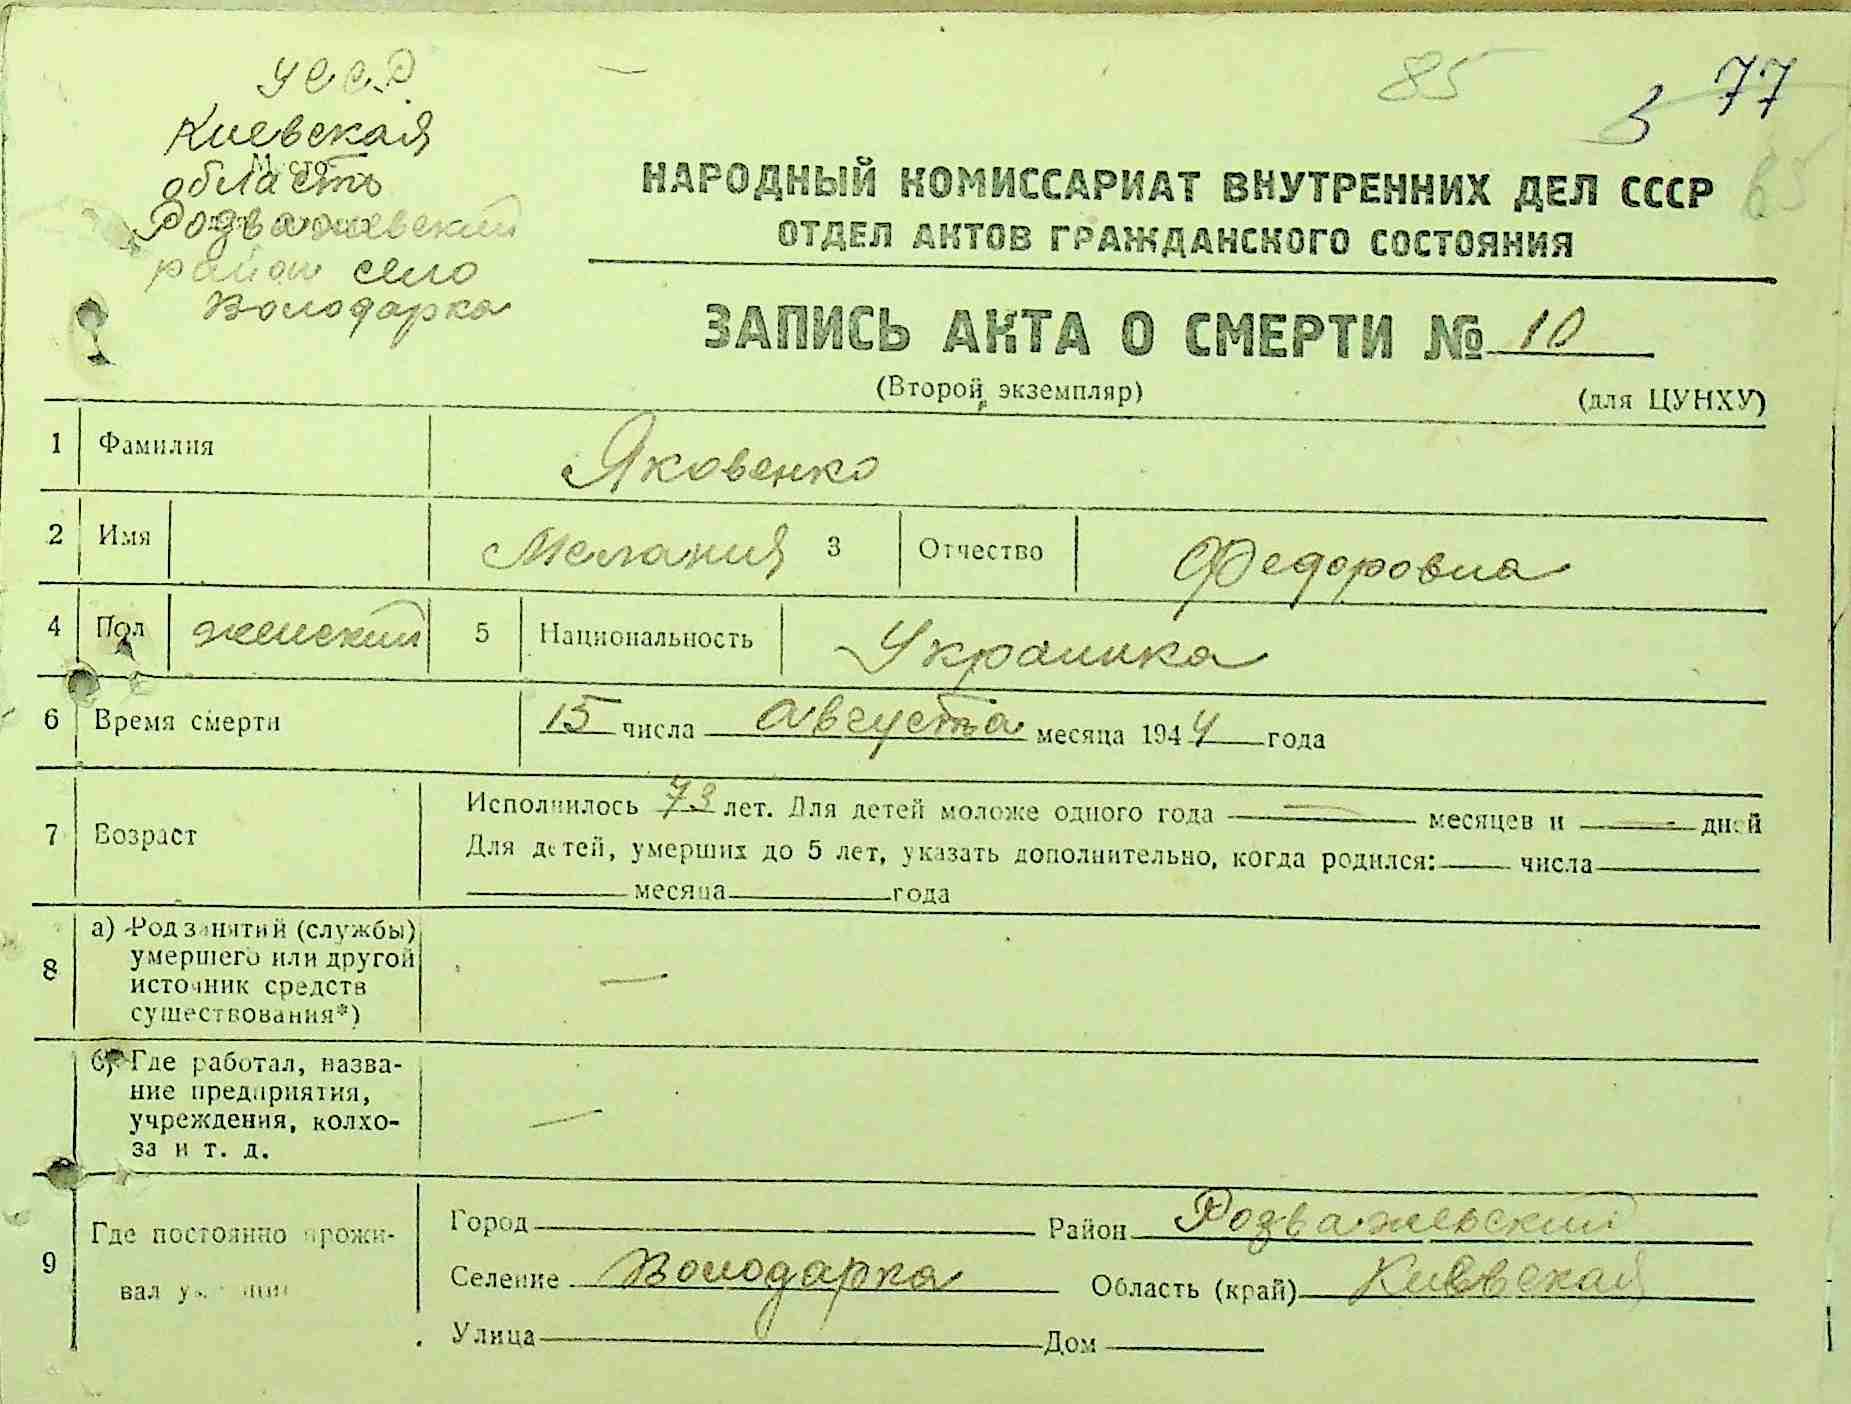 УССР
Киевская
область
Розважевский
район село
Володарка
85
77
НАРОДНЫЙ КОМИССАРИАТ ВНУТРЕННИХ ДЕЛ СССР
ОТДЕЛ АКТОВ ГРАЖДАНСКОГО СОСТОЯНИЯ
ЗАПИСЬ АКТА О СМЕРТИ № 10
(Второй экземпляр)
(для ЦУНХУ)
1 Фамилия Яковенко
2 Имя Мелания 3 Отчество Федоровна
4 Пол женский 5 Национальность Украинка
6 Время смерти 15 числа августа месяца 1944 года
7 Возраст Исполнилось 73 лет. Для детей моложе одного года — месяцев и — дней
Для детей, умерших до 5 лет, указать дополнительно, когда родился: числа
месяца года
8 а) Род занятий (службы)
умершего или другой
источник средств —
существования*)
б) Где работал, назва-
ние предприятия,
учреждения, колхо- —
за и т. д.
9 Где постоянно прожи-
вал
Город Район Розважевский
Селение Володарка Область (край) Киевская
Улица Дом